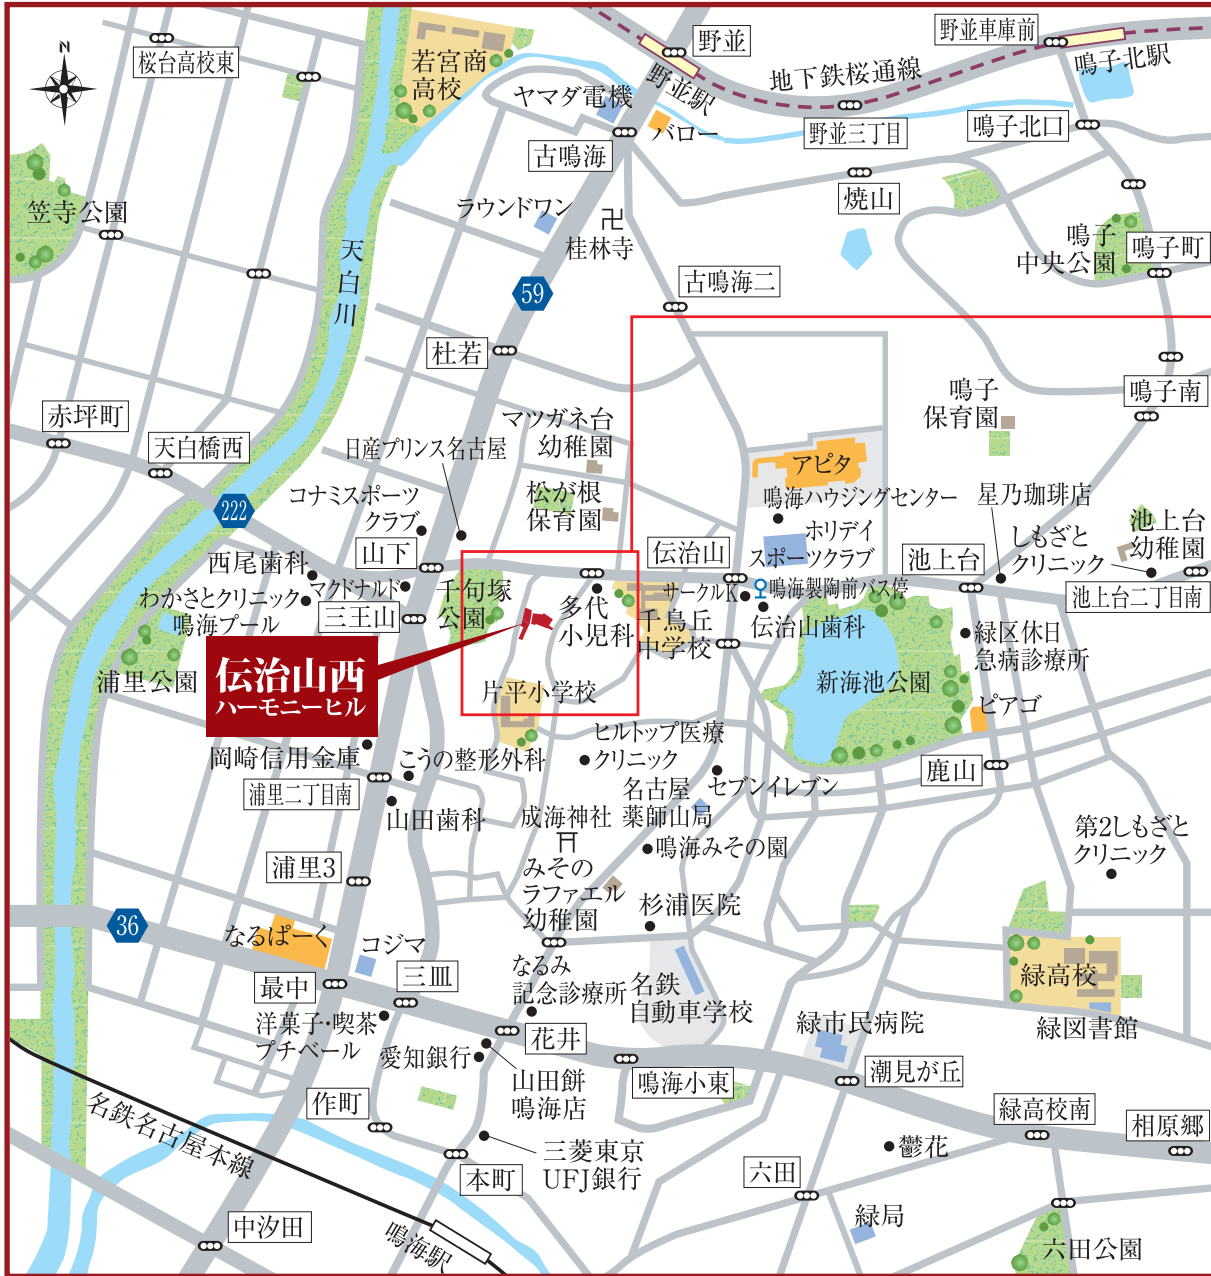 N
桜台高校東
若宮商
高校
野並
野並駅
地下鉄桜通線
野並車庫前
鳴子北駅
ヤマダ電機
バロー
古鳴海
野並三丁目
鳴子北口
笠寺公園
天白川
ラウンドワン
桂林寺
焼山
鳴子
中央公園
鳴子町
古鳴海二
59
杜若
鳴子
保育園
鳴子南
赤坪町
天白橋西
マツガネ台
幼稚園
日産プリンス名古屋
アピタ
222
コナミスポーツ
クラブ
松が根
保育園
鳴海ハウジングセンター
星乃珈琲店
ホリデイ
スポーツクラブ
しもざと
クリニック
池上台
幼稚園
山下
伝治山
池上台
西尾歯科
マクドナルド
千句塚
公園
多代
小児科
サークルK
鳴海製陶前バス停
池上台二丁目南
わかさとクリニック
鳴海プール
三王山
千鳥丘
中学校
伝治山歯科
緑区休日
急病診療所
浦里公園
伝治山西
ハーモニーヒル
片平小学校
新海池公園
ピアゴ
岡崎信用金庫
こうの整形外科
ヒルトップ医療
クリニック
鹿山
浦里二丁目南
名古屋
薬師山局
セブンイレブン
山田歯科
成海神社
鳴海みその園
第2しもざと
クリニック
浦里3
みその
ラファエル
幼稚園
杉浦医院
36
なるぱーく
コジマ
最中
三皿
なるみ
記念診療所
名鉄
自動車学校
緑高校
緑図書館
洋菓子・喫茶
プチベール
愛知銀行
花井
緑市民病院
山田餅
鳴海店
鳴海小東
潮見が丘
作町
緑高校南
相原郷
名鉄名古屋本線
三菱東京
UFJ銀行
鬱花
本町
六田
中汐田
鳴海駅
緑局
六田公園